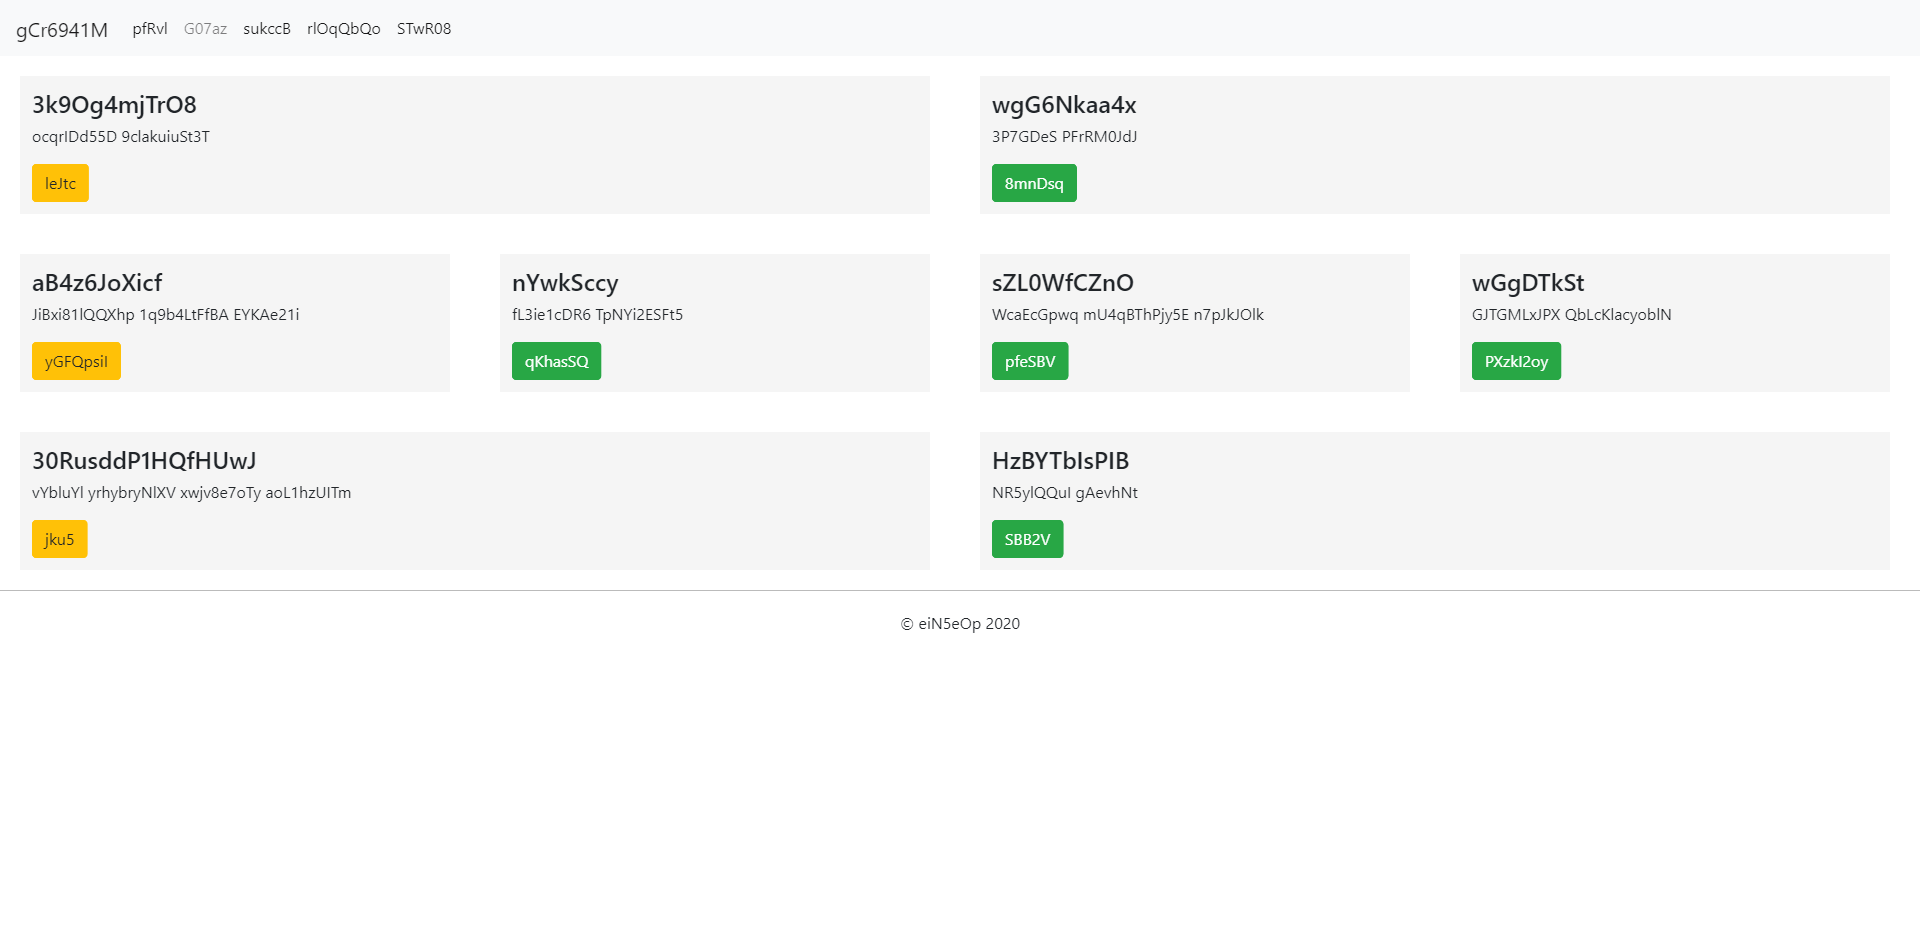 gCr6941M pfRvl G07az sukccB rlOqQbQo STwR08
3k9Og4mjTrO8
ocqrIDd55D 9clakuiuSt3T
leJtc
wgG6Nkaa4x
3P7GDeS PFrRM0JdJ
8mnDsq
aB4z6JoXicf
JiBxi81lQQXhp 1q9b4LtFfBA EYKAe21i
yGFQpsil
nYwkSccy
fL3ie1cDR6 TpNYi2ESFt5
qKhasSQ
sZL0WfCZnO
WcaEcGpwq mU4qBThPjy5E n7pJkJOlk
pfeSBV
wGgDTkSt
GJTGMLxJPX QbLcKlacyoblN
PXzkI2oy
30RusddP1HQfHUwJ
vYbluYl yrhybryNlXV xwjv8e7oTy aoL1hzUITm
jku5
HzBYTbIsPIB
NR5ylQQuI gAevhNt
SBB2V
© eiN5eOp 2020